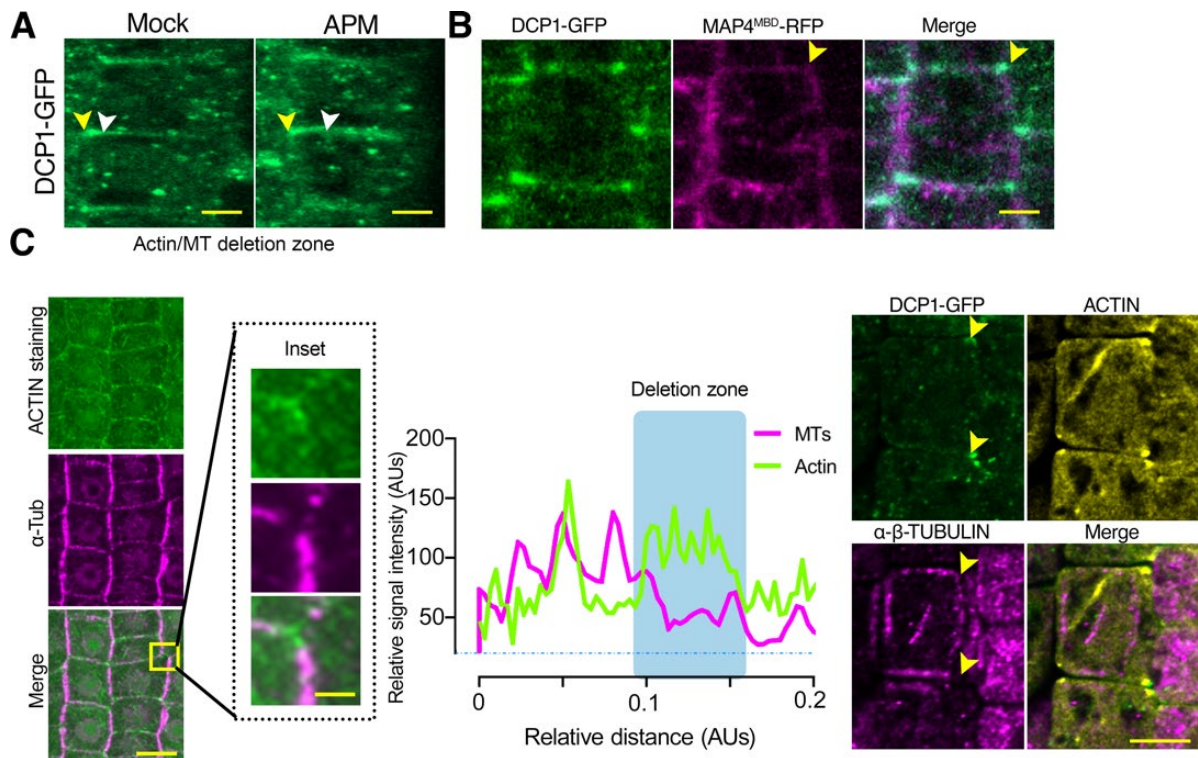 A
Mock
APM
DCP1-GFP
B
DCP1-GFP
MAP4MBD-RFP
Merge
C
Actin/MT deletion zone
ACTIN staining
α-Tub
Merge
Inset
Relative signal intensity (AUs)
200
150
100
50
Deletion zone
MTs
Actin
0
0.1
0.2
Relative distance (AUs)
DCP1-GFP
ACTIN
α-β-TUBULIN
Merge